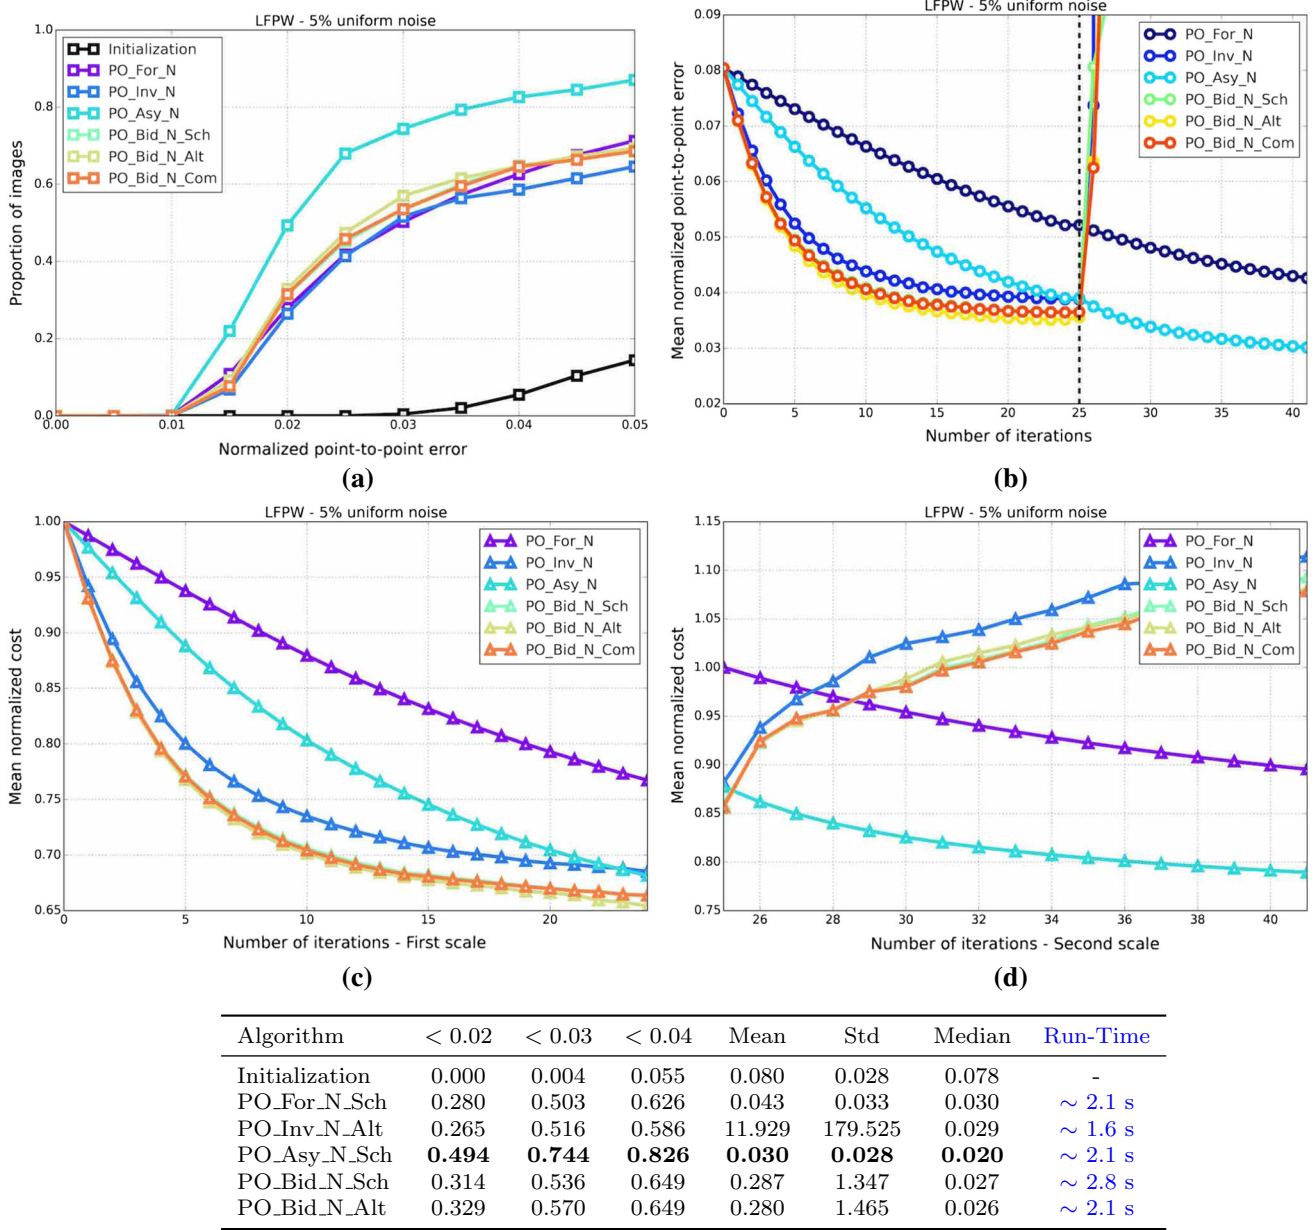 LFPW - 5% uniform noise
1.0
0.8
0.6
0.4
0.2
0.0
Proportion of images
Initialization
PO_For_N
PO_Inv_N
PO_Asy_N
PO_Bid_N_Sch
PO_Bid_N_Alt
PO_Bid_N_Com
0.00 0.01 0.02 0.03 0.04 0.05
Normalized point-to-point error
(a)
LFPW - 5% uniform noise
0.09
0.08
0.07
0.06
0.05
0.04
0.03
0.02
Mean normalized point-to-point error
PO_For_N
PO_Inv_N
PO_Asy_N
PO_Bid_N_Sch
PO_Bid_N_Alt
PO_Bid_N_Com
0 5 10 15 20 25 30 35 40
Number of iterations
(b)
LFPW - 5% uniform noise
1.00
0.95
0.90
0.85
0.80
0.75
0.70
0.65
Mean normalized cost
PO_For_N
PO_Inv_N
PO_Asy_N
PO_Bid_N_Sch
PO_Bid_N_Alt
PO_Bid_N_Com
0 5 10 15 20
Number of iterations - First scale
(c)
LFPW - 5% uniform noise
1.15
1.10
1.05
1.00
0.95
0.90
0.85
0.80
0.75
Mean normalized cost
PO_For_N
PO_Inv_N
PO_Asy_N
PO_Bid_N_Sch
PO_Bid_N_Alt
PO_Bid_N_Com
26 28 30 32 34 36 38 40
Number of iterations - Second scale
(d)
Algorithm < 0.02 < 0.03 < 0.04 Mean Std Median Run-Time
Initialization 0.000 0.004 0.055 0.080 0.028 0.078 -
PO_For_N_Sch 0.280 0.503 0.626 0.043 0.033 0.030 ~ 2.1 s
PO_Inv_N_Alt 0.265 0.516 0.586 11.929 179.525 0.029 ~ 1.6 s
PO_Asy_N_Sch 0.494 0.744 0.826 0.030 0.028 0.020 ~ 2.1 s
PO_Bid_N_Sch 0.314 0.536 0.649 0.287 1.347 0.027 ~ 2.8 s
PO_Bid_N_Alt 0.329 0.570 0.649 0.280 1.465 0.026 ~ 2.1 s